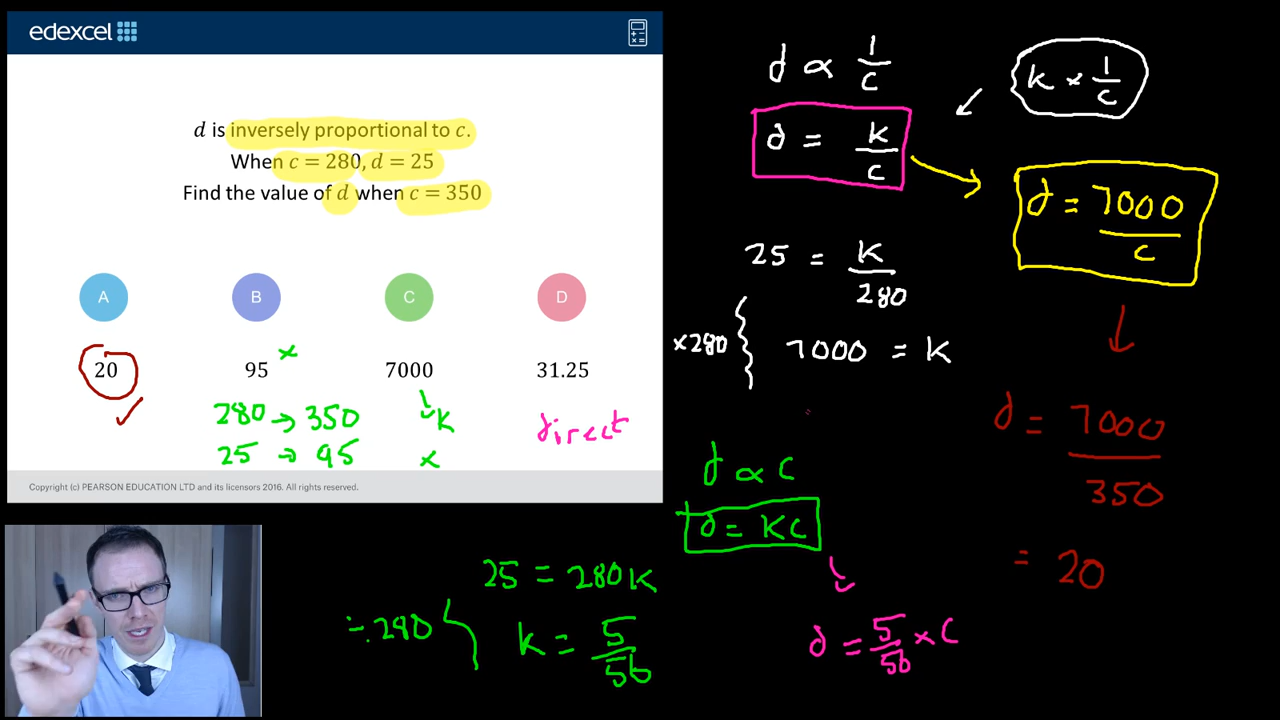 edexcel
d is inversely proportional to c.
When c = 280, d = 25
Find the value of d when c = 350
A B C D
20 95 × 7000 31.25
280 → 350
25 → 95
K
×
direct
Copyright (c) PEARSON EDUCATION LTD and its licensors 2016. All rights reserved.
d ∝ 1/c
k × 1/c
d = k/c
d = 7000/c
25 = K/280
×280
7000 = K
d = 7000/350
= 20
d ∝ c
d = Kc
25 = 280K
÷280
k = 5/56
d = 5/56 × c